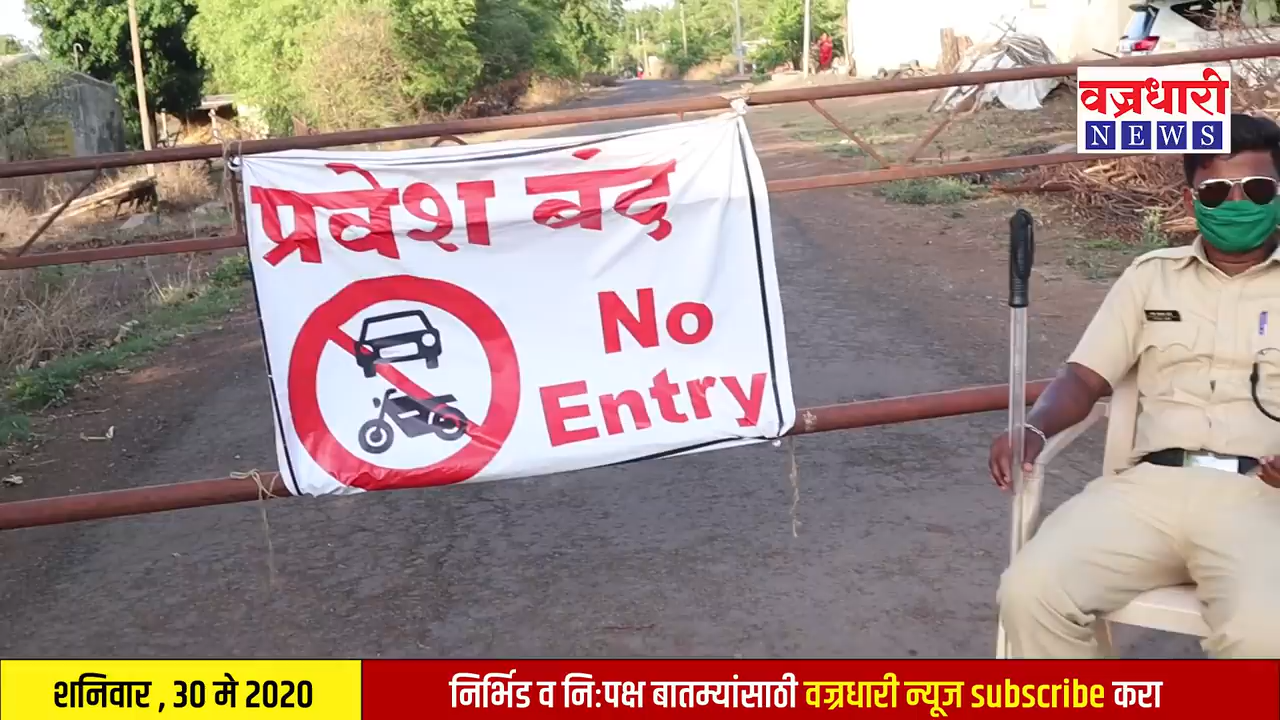 वज्रधारी
NEWS
प्रवेश बंद
No
Entry
शनिवार , 30 मे 2020
निर्भिड व नि:पक्ष बातम्यांसाठी वज्रधारी न्यूज subscribe करा